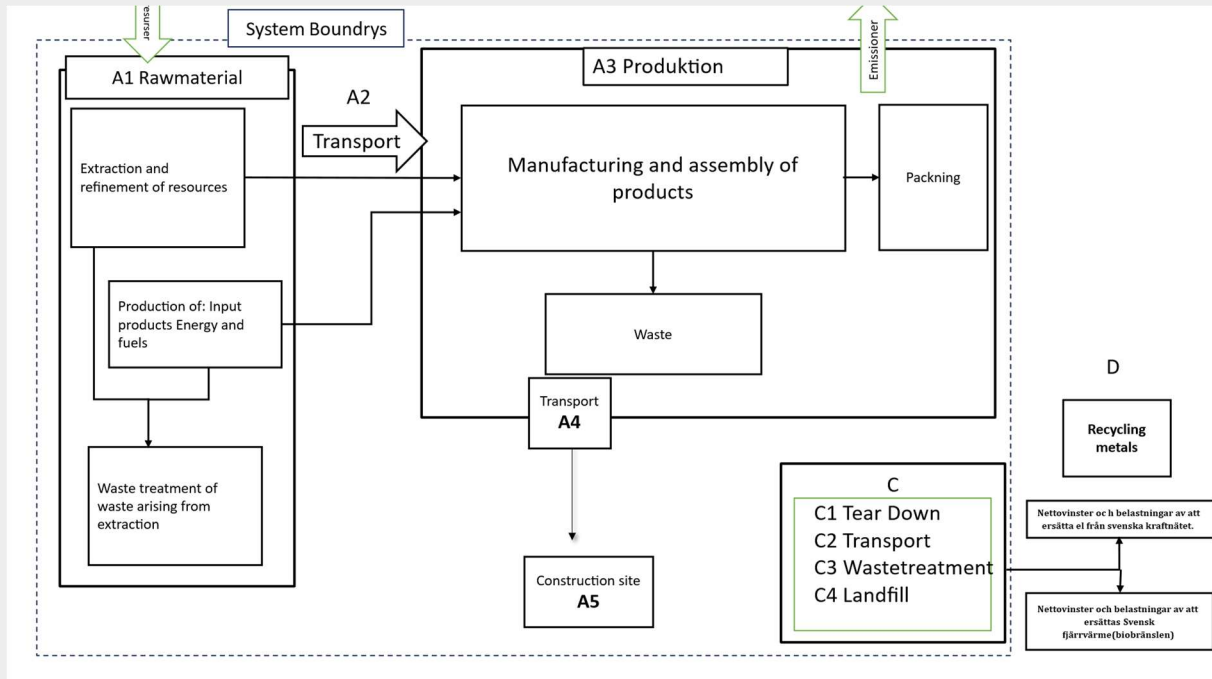 urser
System Boundrys
Emissioner
A1 Rawmaterial
A2
Transport
A3 Produktion
Extraction and
refinement of resources
Manufacturing and assembly of
products
Packning
Production of: Input
products Energy and
fuels
Waste
Transport
A4
Waste treatment of
waste arising from
extraction
Construction site
A5
C
C1 Tear Down
C2 Transport
C3 Wastetreatment
C4 Landfill
D
Recycling
metals
Nettovinster oc h belastningar av att
ersätta el från svenska kraftnätet.
Nettovinster och belastningar av att
ersättas Svensk
fjärrvärme(biobränslen)